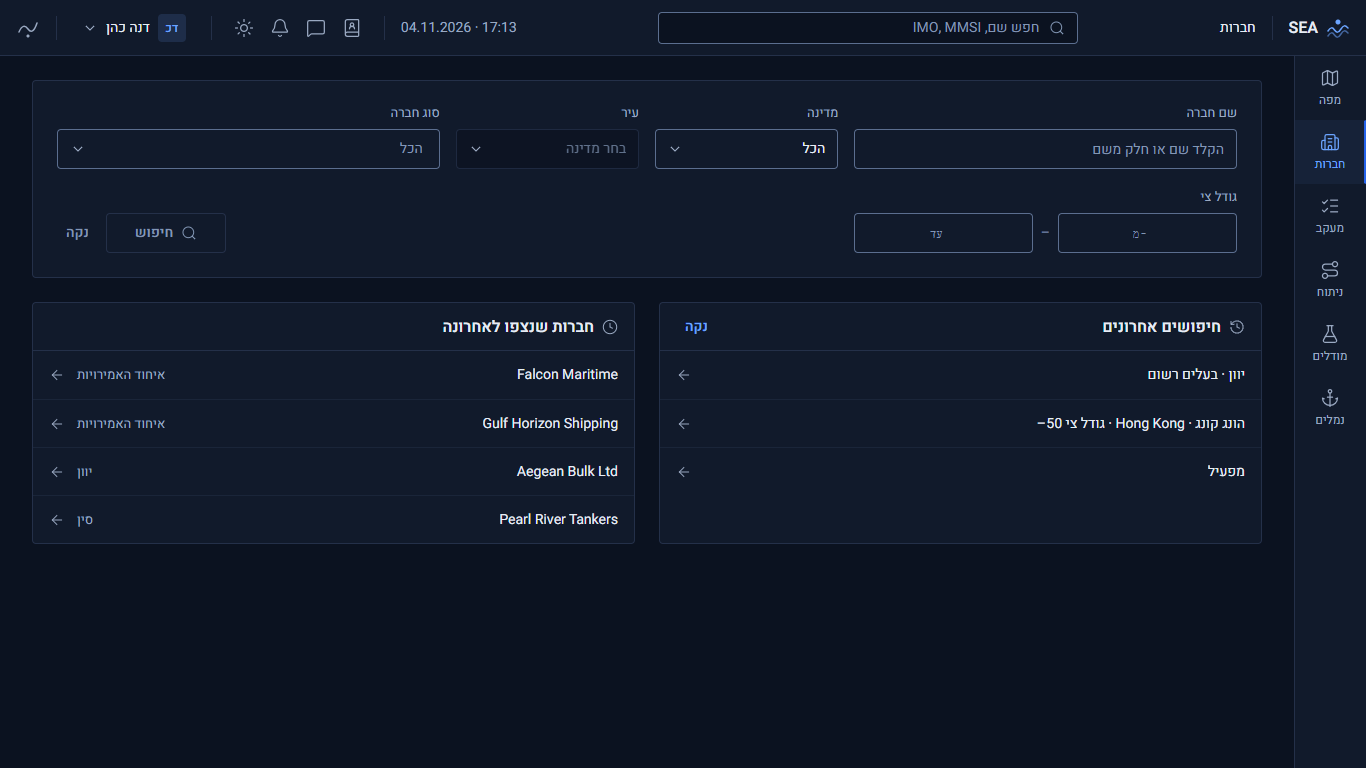 SEA
חברות
חפש שם, IMO, MMSI
04.11.2026 · 17:13
דכ
דנה כהן
מפה
חברות
מעקב
ניתוח
מודלים
נמלים
שם חברה
מדינה
עיר
סוג חברה
הקלד שם או חלק משם
הכל
בחר מדינה
הכל
גודל צי
מ-
–
עד
חיפוש
נקה
חיפושים אחרונים
נקה
יוון · בעלים רשום
הונג קונג · Hong Kong · גודל צי 50–
מפעיל
חברות שנצפו לאחרונה
Falcon Maritime
איחוד האמירויות
Gulf Horizon Shipping
איחוד האמירויות
Aegean Bulk Ltd
יוון
Pearl River Tankers
סין